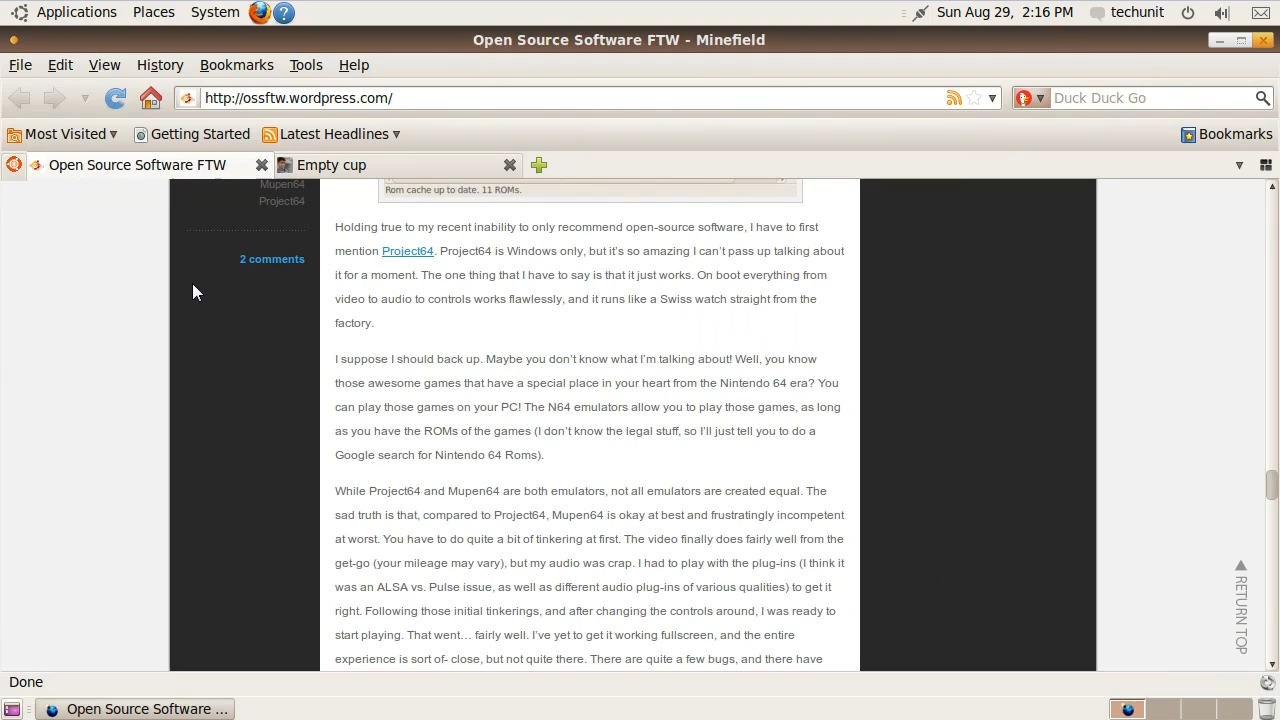 Applications Places System Sun Aug 29, 2:16 PM techunit
Open Source Software FTW - Minefield
File Edit View History Bookmarks Tools Help
http://ossftw.wordpress.com/ Duck Duck Go
Most Visited Getting Started Latest Headlines Bookmarks
Open Source Software FTW Empty cup
Mupen64
Project64
2 comments
Rom cache up to date. 11 ROMs.
Holding true to my recent inability to only recommend open-source software, I have to first
mention Project64. Project64 is Windows only, but it's so amazing I can't pass up talking about
it for a moment. The one thing that I have to say is that it just works. On boot everything from
video to audio to controls works flawlessly, and it runs like a Swiss watch straight from the
factory.
I suppose I should back up. Maybe you don't know what I'm talking about! Well, you know
those awesome games that have a special place in your heart from the Nintendo 64 era? You
can play those games on your PC! The N64 emulators allow you to play those games, as long
as you have the ROMs of the games (I don't know the legal stuff, so I'll just tell you to do a
Google search for Nintendo 64 Roms).
While Project64 and Mupen64 are both emulators, not all emulators are created equal. The
sad truth is that, compared to Project64, Mupen64 is okay at best and frustratingly incompetent
at worst. You have to do quite a bit of tinkering at first. The video finally does fairly well from the
get-go (your mileage may vary), but my audio was crap. I had to play with the plug-ins (I think it
was an ALSA vs. Pulse issue, as well as different audio plug-ins of various qualities) to get it
right. Following those initial tinkerings, and after changing the controls around, I was ready to
start playing. That went… fairly well. I've yet to get it working fullscreen, and the entire
experience is sort of- close, but not quite there. There are quite a few bugs, and there have
RETURN TOP
Done
Open Source Software ...